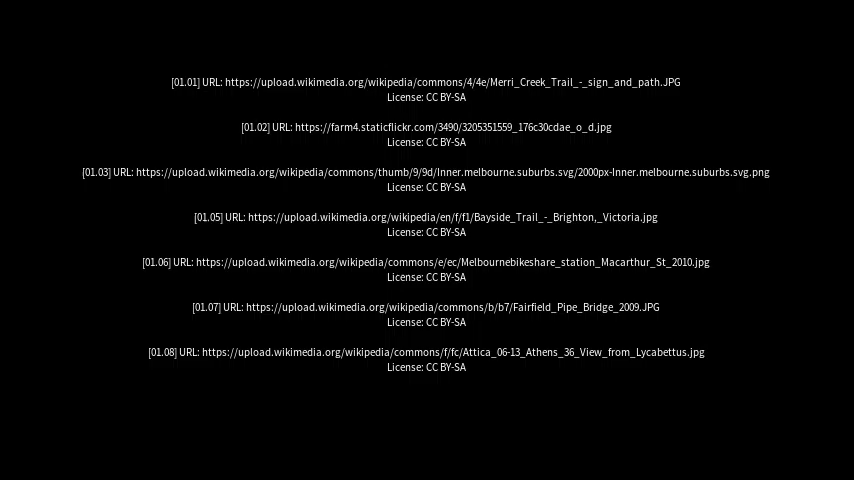 [01.01] URL: https://upload.wikimedia.org/wikipedia/commons/4/4e/Merri_Creek_Trail_-_sign_and_path.JPG
License: CC BY-SA
[01.02] URL: https://farm4.staticflickr.com/3490/3205351559_176c30cdae_o_d.jpg
License: CC BY-SA
[01.03] URL: https://upload.wikimedia.org/wikipedia/commons/thumb/9/9d/Inner.melbourne.suburbs.svg/2000px-Inner.melbourne.suburbs.svg.png
License: CC BY-SA
[01.05] URL: https://upload.wikimedia.org/wikipedia/en/f/f1/Bayside_Trail_-_Brighton,_Victoria.jpg
License: CC BY-SA
[01.06] URL: https://upload.wikimedia.org/wikipedia/commons/e/ec/Melbournebikeshare_station_Macarthur_St_2010.jpg
License: CC BY-SA
[01.07] URL: https://upload.wikimedia.org/wikipedia/commons/b/b7/Fairfield_Pipe_Bridge_2009.JPG
License: CC BY-SA
[01.08] URL: https://upload.wikimedia.org/wikipedia/commons/f/fc/Attica_06-13_Athens_36_View_from_Lycabettus.jpg
License: CC BY-SA